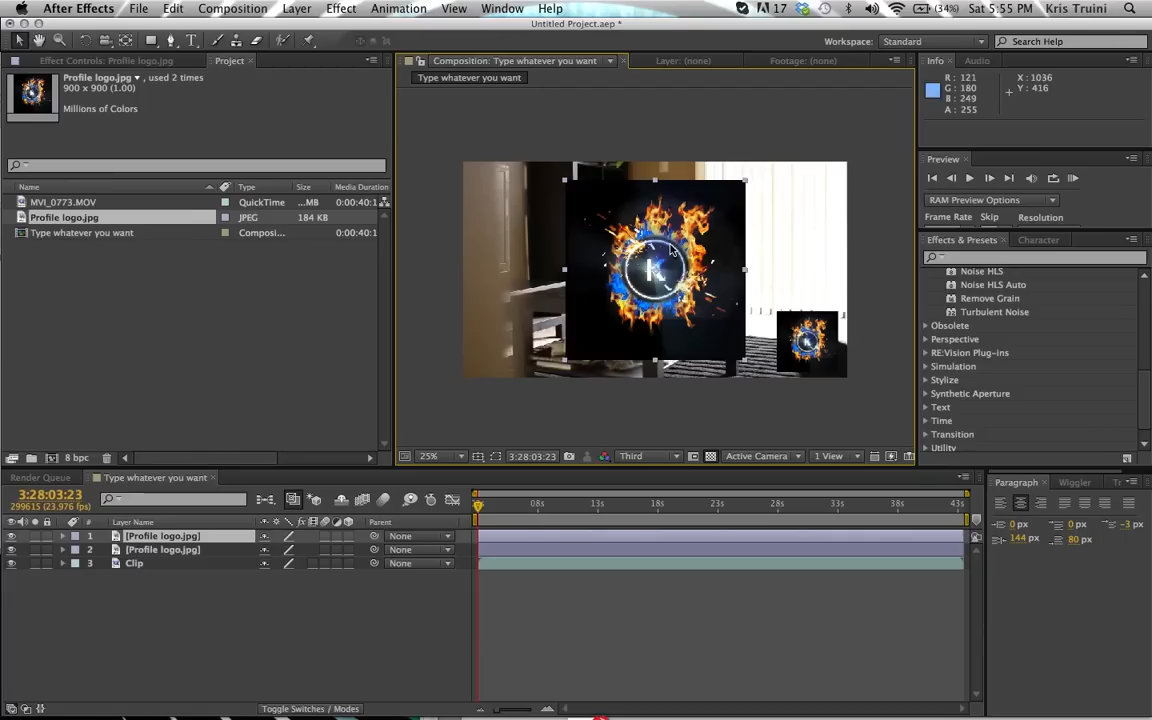 After Effects File Edit Composition Layer Effect Animation View Window Help 17 (34%) Sat 5:55 PM Kris Truini
Untitled Project.aep *
Workspace: Standard Search Help
Effect Controls: Profile logo.jpg Project
Composition: Type whatever you want Layer: (none) Footage: (none)
Info Audio
Profile logo.jpg , used 2 times
900 x 900 (1.00)
Millions of Colors
Type whatever you want
R: 121
G: 180
B: 249
A: 255
X: 1036
Y: 416
Preview
RAM Preview Options
Frame Rate Skip Resolution
Name Type Size Media Duration
MVI_0773.MOV QuickTime ...MB 0:00:40:1
Profile logo.jpg JPEG 184 KB
Type whatever you want Composi... 0:00:40:1
K
K
Effects & Presets Character
Noise HLS
Noise HLS Auto
Remove Grain
Turbulent Noise
Obsolete
Perspective
RE:Vision Plug-ins
Simulation
Stylize
Synthetic Aperture
Text
Time
Transition
Utility
8 bpc
25% 3:28:03:23 Third Active Camera 1 View
Render Queue Type whatever you want
3:28:03:23
299615 (23.976 fps)
08s 13s 18s 23s 28s 33s 38s 43s
# Layer Name Parent
1 [Profile logo.jpg] None
2 [Profile logo.jpg] None
3 Clip None
Toggle Switches / Modes
Paragraph Wiggler Tr
0 px 0 px -3 px
144 px 80 px